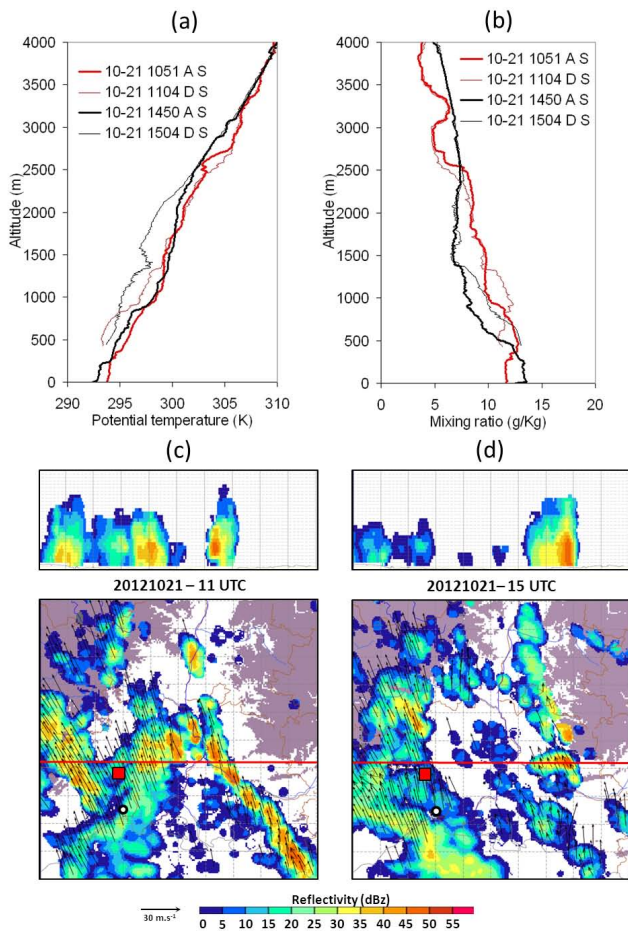 (a)
4000
3500
3000
2500
2000
1500
1000
500
0
Altitude (m)
10-21 1051 A S
10-21 1104 D S
10-21 1450 A S
10-21 1504 D S
290 295 300 305 310
Potential temperature (K)
(b)
4000
3500
3000
2500
2000
1500
1000
500
0
Altitude (m)
10-21 1051 A S
10-21 1104 D S
10-21 1450 A S
10-21 1504 D S
0 5 10 15 20
Mixing ratio (g/Kg)
(c)
20121021 – 11 UTC
(d)
20121021– 15 UTC
30 m.s⁻¹
Reflectivity (dBz)
0 5 10 15 20 25 30 35 40 45 50 55